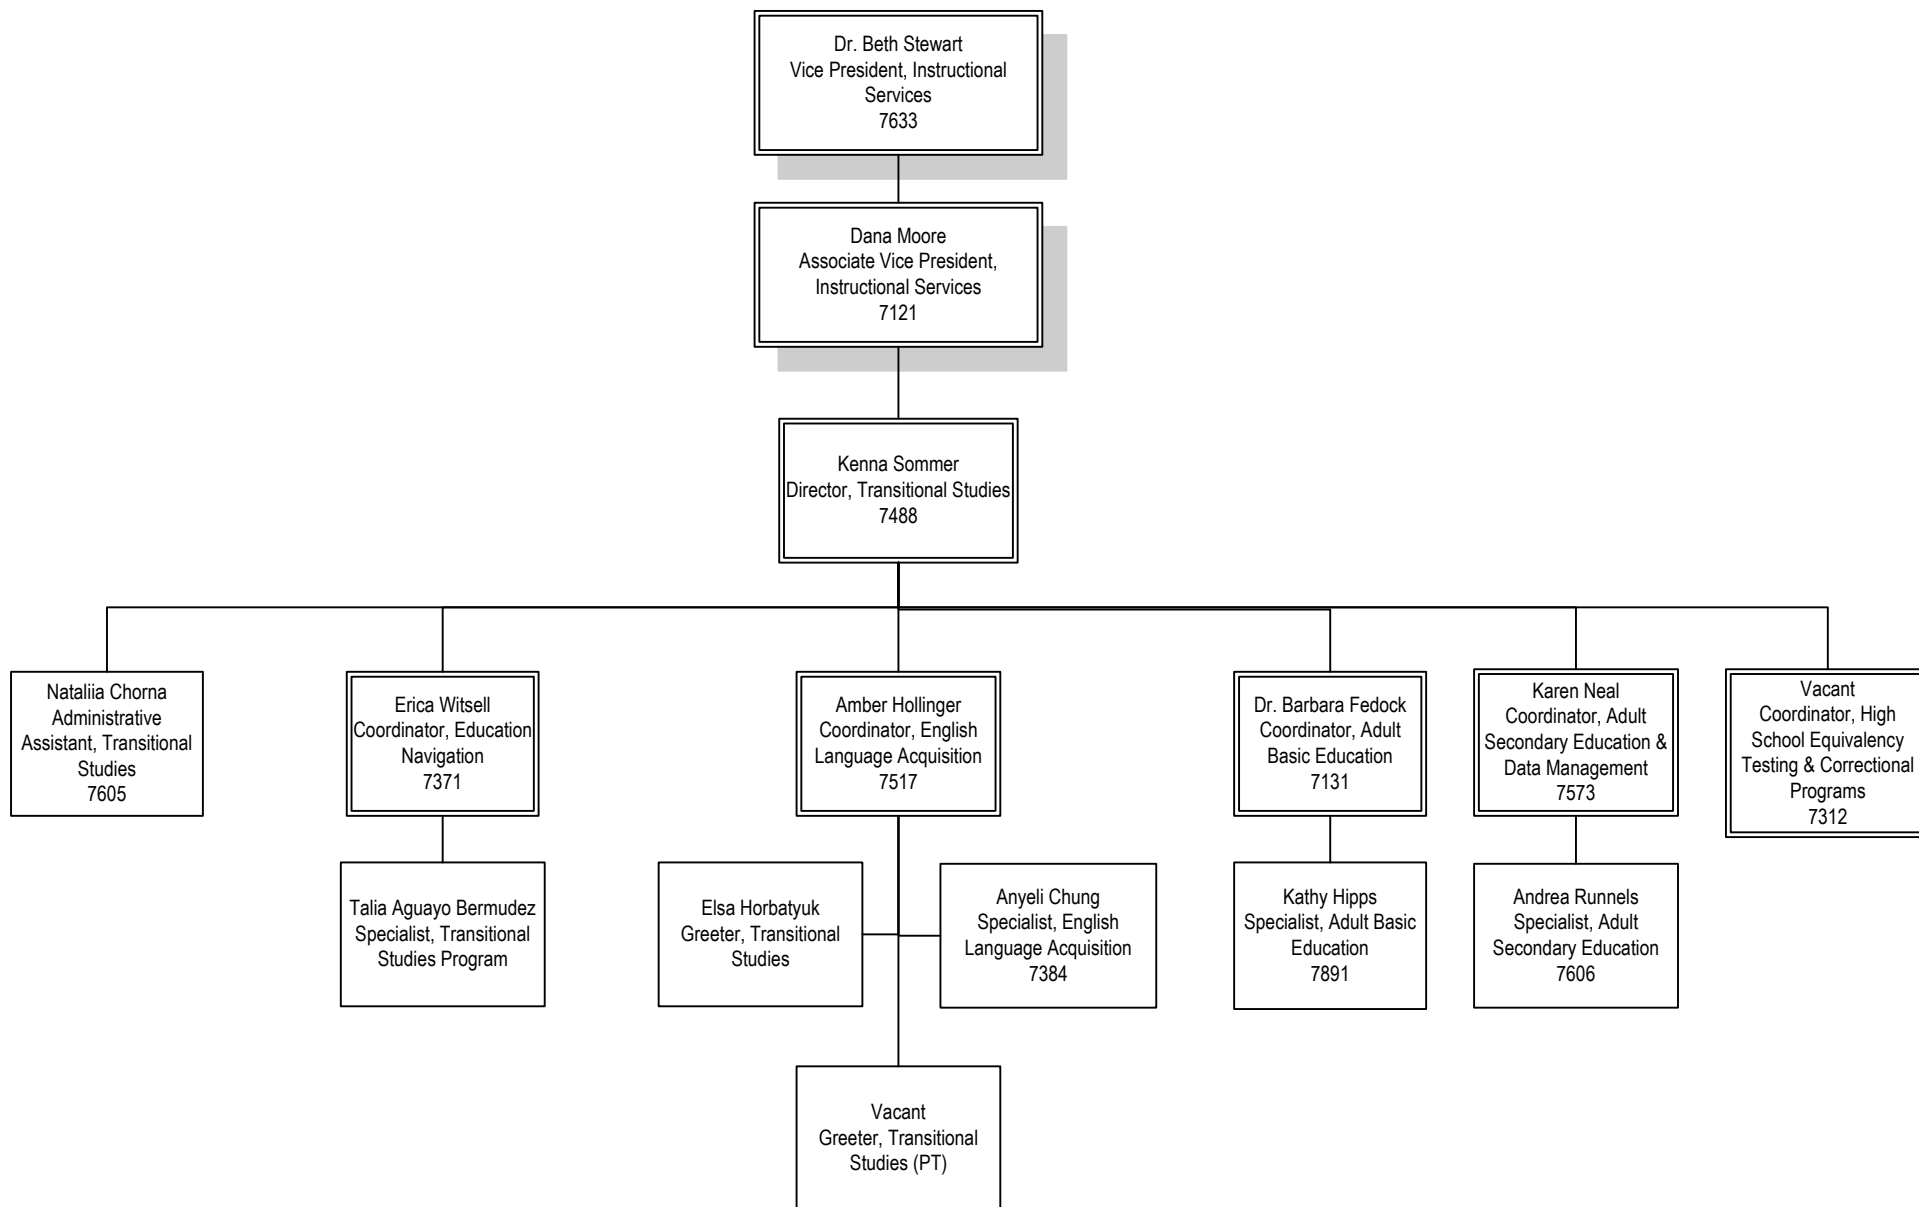 Dr. Beth Stewart
Vice President, Instructional
Services
7633
Dana Moore
Associate Vice President,
Instructional Services
7121
Kenna Sommer
Director, Transitional Studies
7488
Nataliia Chorna
Administrative
Assistant, Transitional
Studies
7605
Erica Witsell
Coordinator, Education
Navigation
7371
Amber Hollinger
Coordinator, English
Language Acquisition
7517
Dr. Barbara Fedock
Coordinator, Adult
Basic Education
7131
Karen Neal
Coordinator, Adult
Secondary Education &
Data Management
7573
Vacant
Coordinator, High
School Equivalency
Testing & Correctional
Programs
7312
Talia Aguayo Bermudez
Specialist, Transitional
Studies Program
Elsa Horbatyuk
Greeter, Transitional
Studies
Anyeli Chung
Specialist, English
Language Acquisition
7384
Kathy Hipps
Specialist, Adult Basic
Education
7891
Andrea Runnels
Specialist, Adult
Secondary Education
7606
Vacant
Greeter, Transitional
Studies (PT)